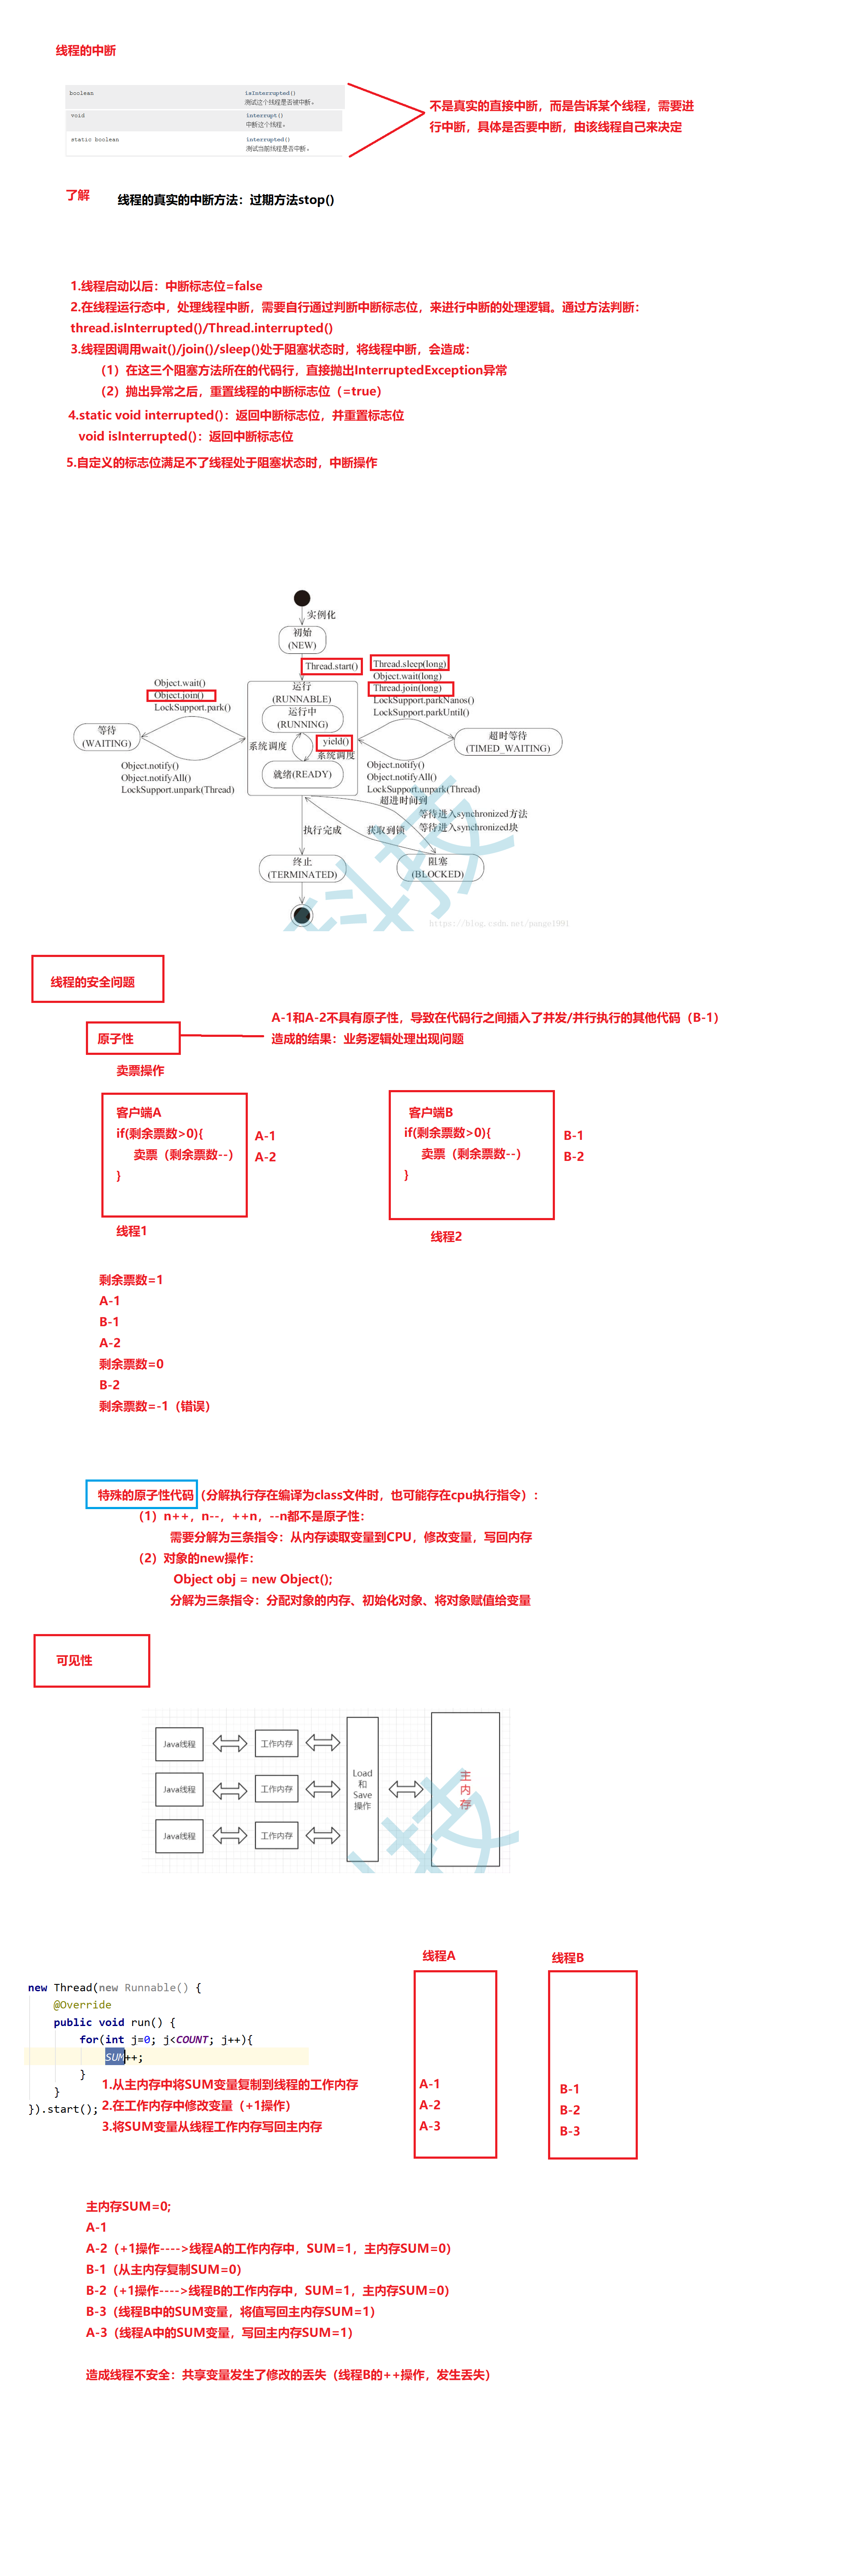 线程的中断
boolean isInterrupted()
测试这个线程是否被中断。
void interrupt()
中断这个线程。
static boolean interrupted()
测试当前线程是否中断。
不是真实的直接中断，而是告诉某个线程，需要进
行中断，具体是否要中断，由该线程自己来决定
了解
线程的真实的中断方法：过期方法stop()
1.线程启动以后：中断标志位=false
2.在线程运行态中，处理线程中断，需要自行通过判断中断标志位，来进行中断的处理逻辑。通过方法判断：
thread.isInterrupted()/Thread.interrupted()
3.线程因调用wait()/join()/sleep()处于阻塞状态时，将线程中断，会造成：
（1）在这三个阻塞方法所在的代码行，直接抛出InterruptedException异常
（2）抛出异常之后，重置线程的中断标志位（=true）
4.static void interrupted()：返回中断标志位，并重置标志位
void isInterrupted()：返回中断标志位
5.自定义的标志位满足不了线程处于阻塞状态时，中断操作
实例化
初始
(NEW)
Thread.start()
Thread.sleep(long)
Object.wait(long)
Thread.join(long)
LockSupport.parkNanos()
LockSupport.parkUntil()
Object.wait()
Object.join()
LockSupport.park()
运行
(RUNNABLE)
运行中
(RUNNING)
等待
(WAITING)
系统调度
yield()
系统调度
超时等待
(TIMED_WAITING)
就绪(READY)
Object.notify()
Object.notifyAll()
LockSupport.unpark(Thread)
Object.notify()
Object.notifyAll()
LockSupport.unpark(Thread)
超进时间到
等待进入synchronized方法
等待进入synchronized块
执行完成
获取到锁
终止
(TERMINATED)
阻塞
(BLOCKED)
科技
https://blog.csdn.net/pange1991
线程的安全问题
原子性
A-1和A-2不具有原子性，导致在代码行之间插入了并发/并行执行的其他代码（B-1）
造成的结果：业务逻辑处理出现问题
卖票操作
客户端A
if(剩余票数>0){
卖票（剩余票数--）
}
A-1
A-2
线程1
客户端B
if(剩余票数>0){
卖票（剩余票数--）
}
B-1
B-2
线程2
剩余票数=1
A-1
B-1
A-2
剩余票数=0
B-2
剩余票数=-1（错误）
特殊的原子性代码（分解执行存在编译为class文件时，也可能存在cpu执行指令）：
（1）n++，n--，++n，--n都不是原子性：
需要分解为三条指令：从内存读取变量到CPU，修改变量，写回内存
（2）对象的new操作：
Object obj = new Object();
分解为三条指令：分配对象的内存、初始化对象、将对象赋值给变量
可见性
Java线程
工作内存
Java线程
工作内存
Java线程
工作内存
Load
和
Save
操作
主
内
存
科技
new Thread(new Runnable() {
@Override
public void run() {
for(int j=0; j<COUNT; j++){
SUM++;
}
}
}).start();
1.从主内存中将SUM变量复制到线程的工作内存
2.在工作内存中修改变量（+1操作）
3.将SUM变量从线程工作内存写回主内存
线程A
A-1
A-2
A-3
线程B
B-1
B-2
B-3
主内存SUM=0;
A-1
A-2（+1操作---->线程A的工作内存中，SUM=1，主内存SUM=0）
B-1（从主内存复制SUM=0）
B-2（+1操作---->线程B的工作内存中，SUM=1，主内存SUM=0）
B-3（线程B中的SUM变量，将值写回主内存SUM=1）
A-3（线程A中的SUM变量，写回主内存SUM=1）
造成线程不安全：共享变量发生了修改的丢失（线程B的++操作，发生丢失）